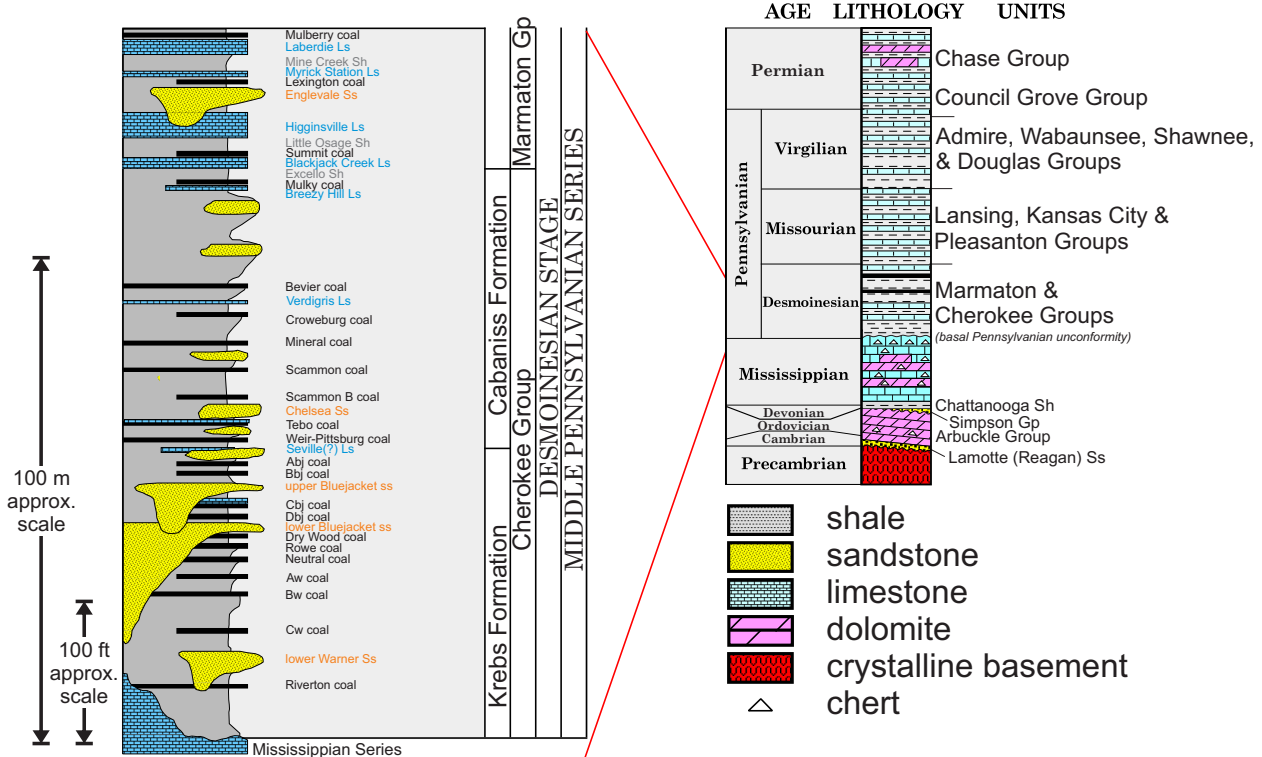 Mulberry coal
Laberdie Ls
Mine Creek Sh
Myrick Station Ls
Lexington coal
Englevale Ss
Higginsville Ls
Little Osage Sh
Summit coal
Blackjack Creek Ls
Excello Sh
Mulky coal
Breezy Hill Ls
Bevier coal
Verdigris Ls
Croweburg coal
Mineral coal
Scammon coal
Scammon B coal
Chelsea Ss
Tebo coal
Weir-Pittsburg coal
Seville(?) Ls
Abj coal
Bbj coal
upper Bluejacket ss
Cbj coal
Dbj coal
lower Bluejacket ss
Dry Wood coal
Rowe coal
Neutral coal
Aw coal
Bw coal
Cw coal
lower Warner Ss
Riverton coal
Mississippian Series
100 m
approx.
scale
100 ft
approx.
scale
Krebs Formation
Cabaniss Formation
Cherokee Group
Marmaton Gp
DESMOINESIAN STAGE
MIDDLE PENNSYLVANIAN SERIES
AGE LITHOLOGY UNITS
Permian
Pennsylvanian
Virgilian
Missourian
Desmoinesian
Mississippian
Devonian
Ordovician
Cambrian
Precambrian
Chase Group
Council Grove Group
Admire, Wabaunsee, Shawnee,
& Douglas Groups
Lansing, Kansas City &
Pleasanton Groups
Marmaton &
Cherokee Groups
(basal Pennsylvanian unconformity)
Chattanooga Sh
Simpson Gp
Arbuckle Group
Lamotte (Reagan) Ss
shale
sandstone
limestone
dolomite
crystalline basement
chert